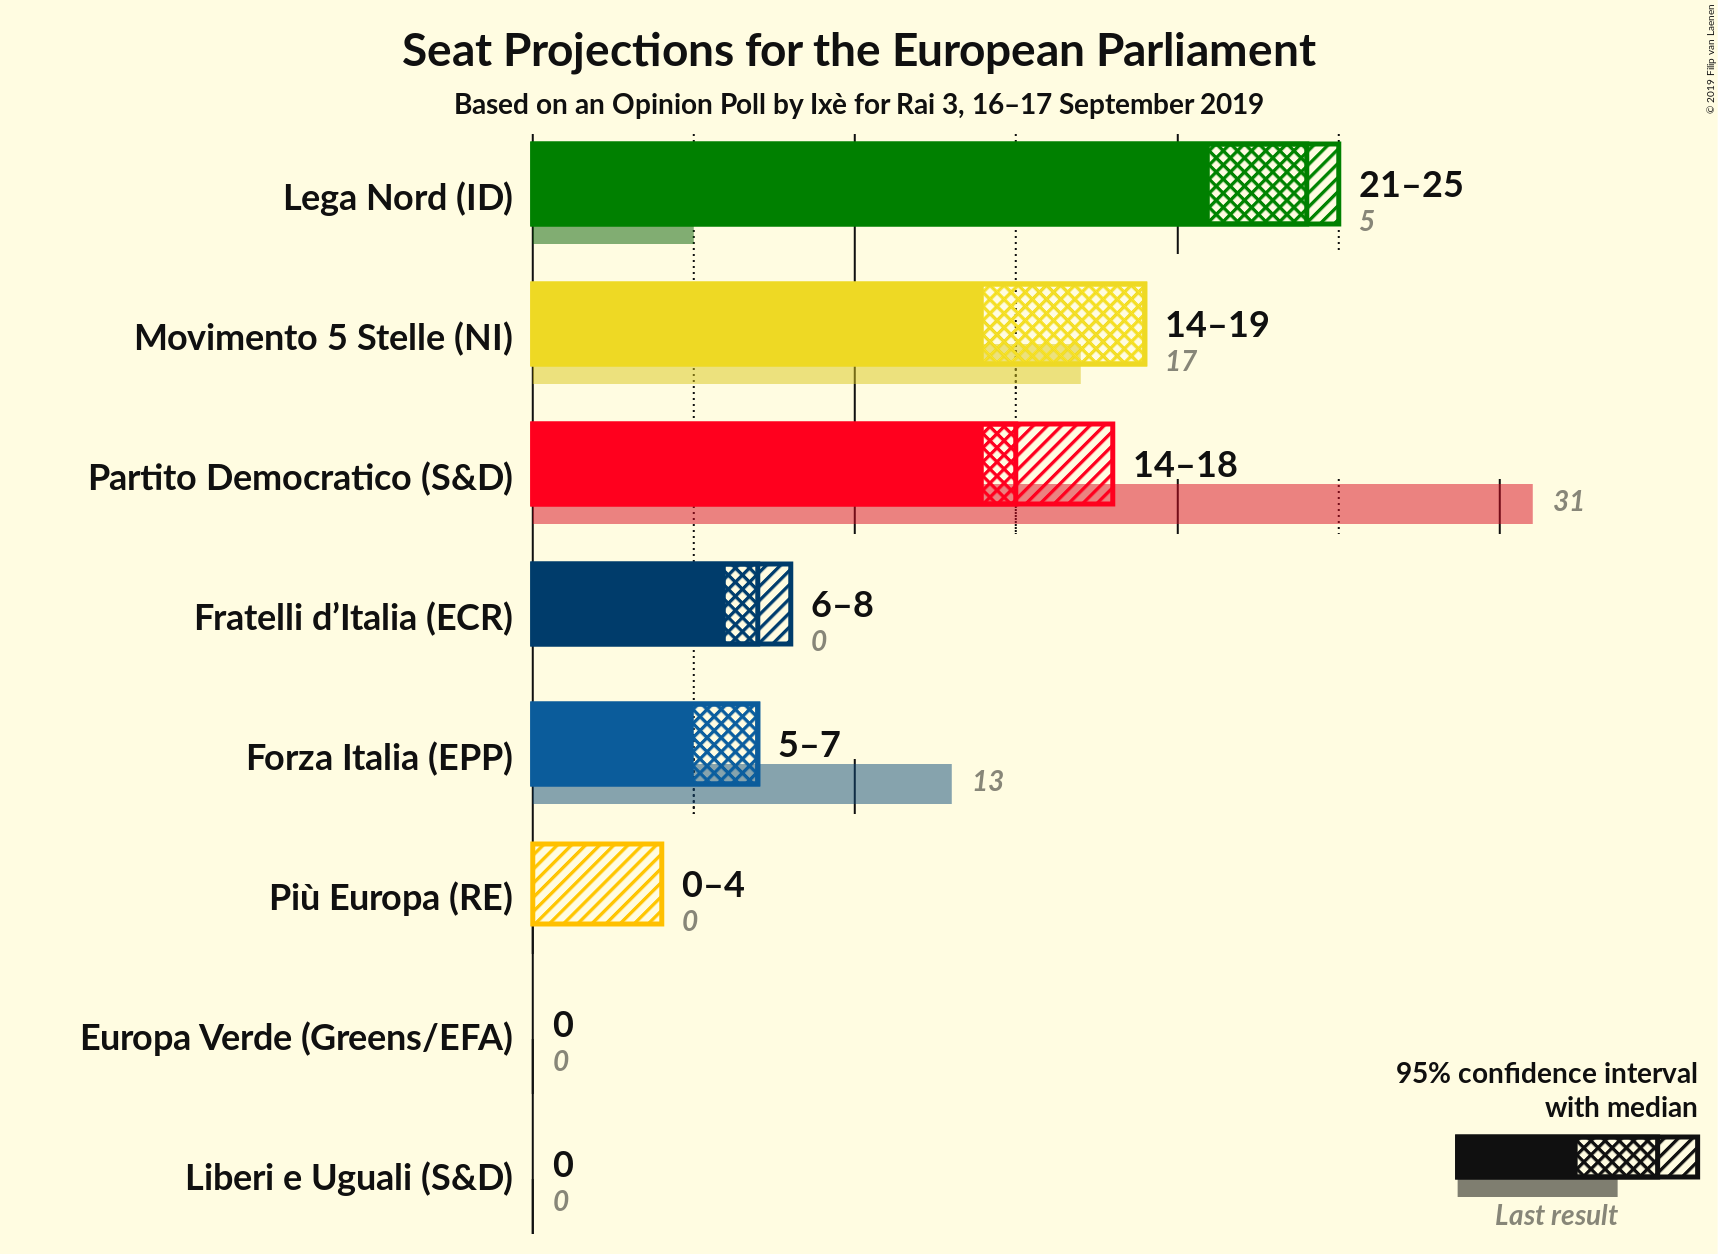 Seat Projections for the European Parliament
Based on an Opinion Poll by Ixè for Rai 3, 16–17 September 2019
© 2019 Filip van Laenen
Lega Nord (ID)
21–25
5
Movimento 5 Stelle (NI)
14–19
17
Partito Democratico (S&D)
14–18
31
Fratelli d’Italia (ECR)
6–8
0
Forza Italia (EPP)
5–7
13
Più Europa (RE)
0–4
0
Europa Verde (Greens/EFA)
0
0
Liberi e Uguali (S&D)
0
0
95% confidence interval
with median
Last result